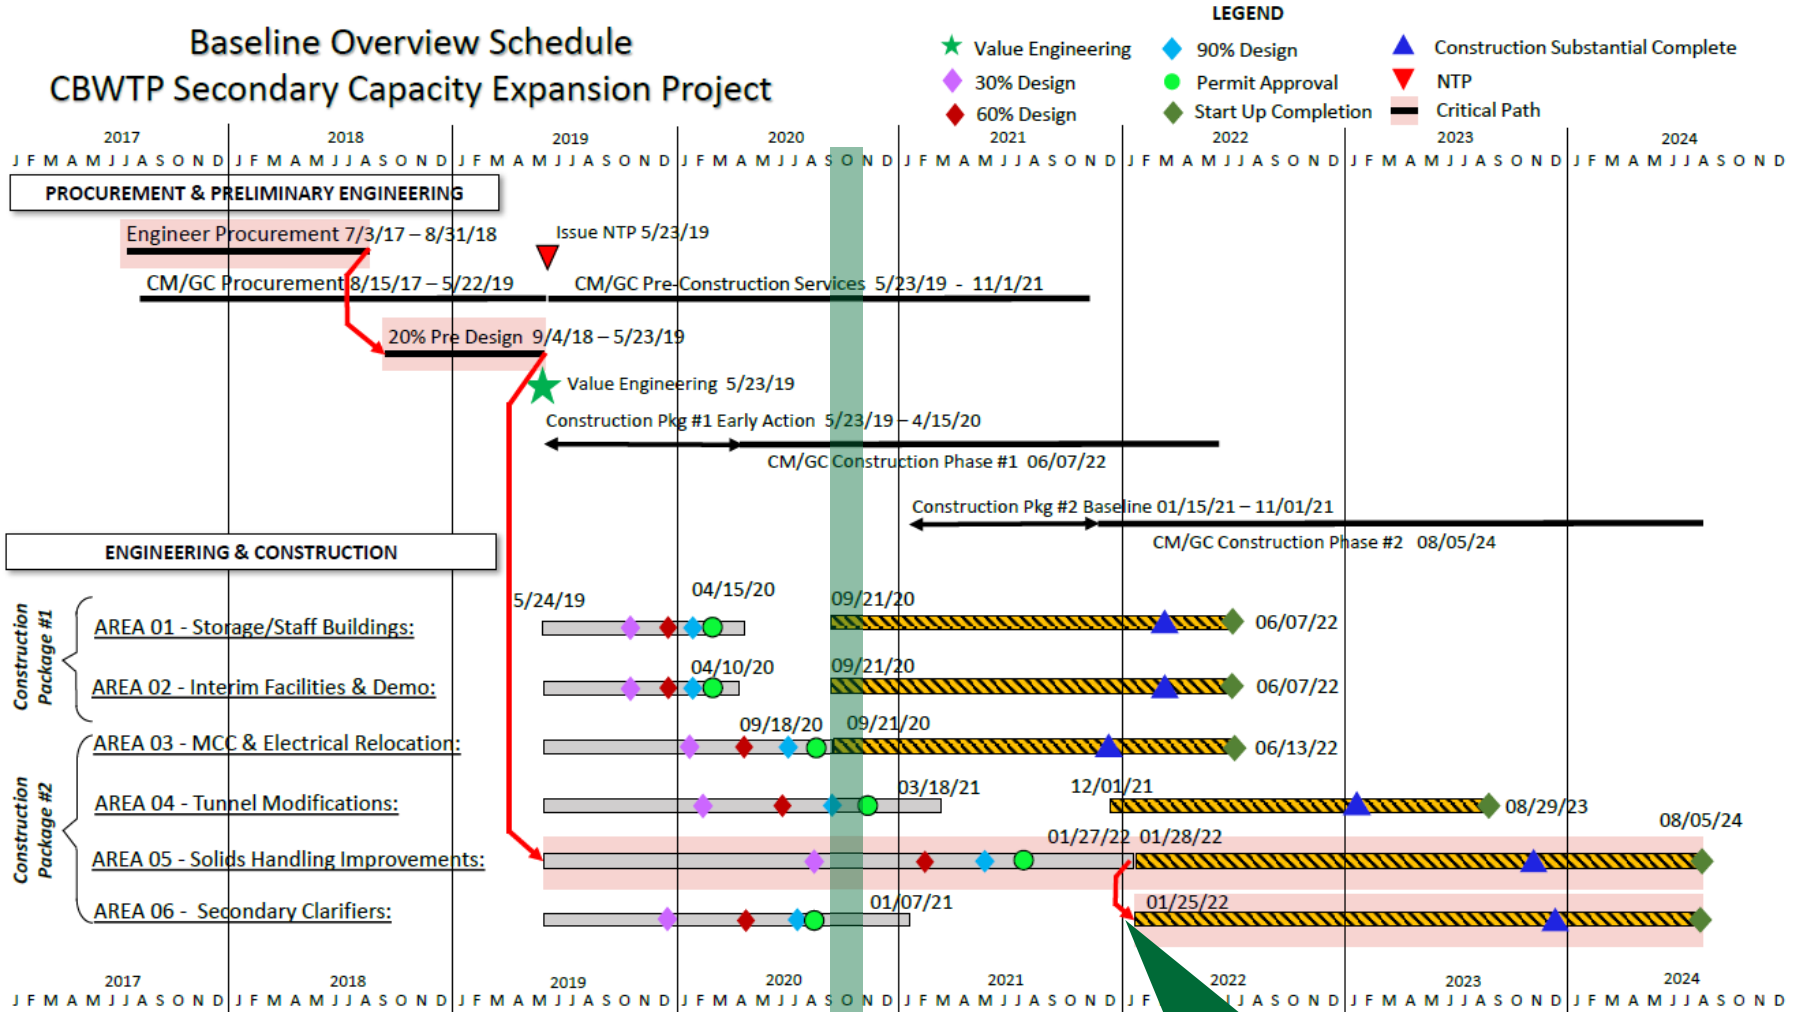 Baseline Overview Schedule
CBWTP Secondary Capacity Expansion Project
LEGEND
Value Engineering
90% Design
Construction Substantial Complete
30% Design
Permit Approval
NTP
60% Design
Start Up Completion
Critical Path
2017 2018 2019 2020 2021 2022 2023 2024
J F M A M J J A S O N D J F M A M J J A S O N D J F M A M J J A S O N D J F M A M J J A S O N D J F M A M J J A S O N D J F M A M J J A S O N D J F M A M J J A S O N D J F M A M J J A S O N D
PROCUREMENT & PRELIMINARY ENGINEERING
Engineer Procurement 7/3/17 – 8/31/18
Issue NTP 5/23/19
CM/GC Procurement 8/15/17 – 5/22/19
CM/GC Pre-Construction Services 5/23/19 - 11/1/21
20% Pre Design 9/4/18 – 5/23/19
Value Engineering 5/23/19
Construction Pkg #1 Early Action 5/23/19 – 4/15/20
CM/GC Construction Phase #1 06/07/22
Construction Pkg #2 Baseline 01/15/21 – 11/01/21
CM/GC Construction Phase #2 08/05/24
ENGINEERING & CONSTRUCTION
Construction
Package #1
5/24/19
04/15/20
09/21/20
AREA 01 - Storage/Staff Buildings:
06/07/22
04/10/20
09/21/20
AREA 02 - Interim Facilities & Demo:
06/07/22
Construction
Package #2
09/18/20
09/21/20
AREA 03 - MCC & Electrical Relocation:
06/13/22
03/18/21
12/01/21
AREA 04 - Tunnel Modifications:
08/29/23
01/27/22
01/28/22
08/05/24
AREA 05 - Solids Handling Improvements:
01/07/21
01/25/22
AREA 06 - Secondary Clarifiers:
2017 2018 2019 2020 2021 2022 2023 2024
J F M A M J J A S O N D J F M A M J J A S O N D J F M A M J J A S O N D J F M A M J J A S O N D J F M A M J J A S O N D J F M A M J J A S O N D J F M A M J J A S O N D J F M A M J J A S O N D